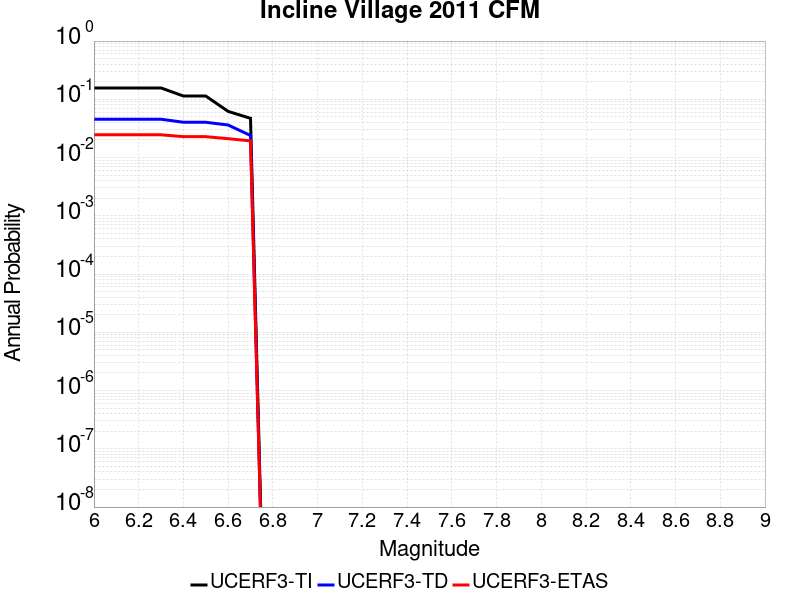 Incline Village 2011 CFM
10^0
10^-1
10^-2
10^-3
10^-4
10^-5
10^-6
10^-7
10^-8
Annual Probability
6 6.2 6.4 6.6 6.8 7 7.2 7.4 7.6 7.8 8 8.2 8.4 8.6 8.8 9
Magnitude
UCERF3-TI UCERF3-TD UCERF3-ETAS